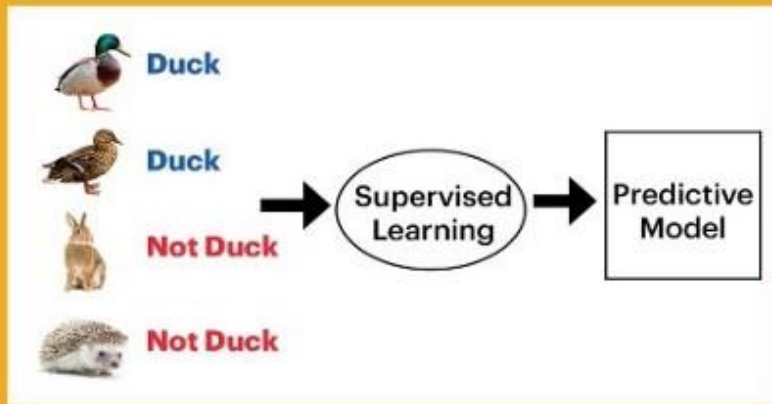 Duck
Duck
Not Duck
Not Duck
Supervised
Learning
Predictive
Model